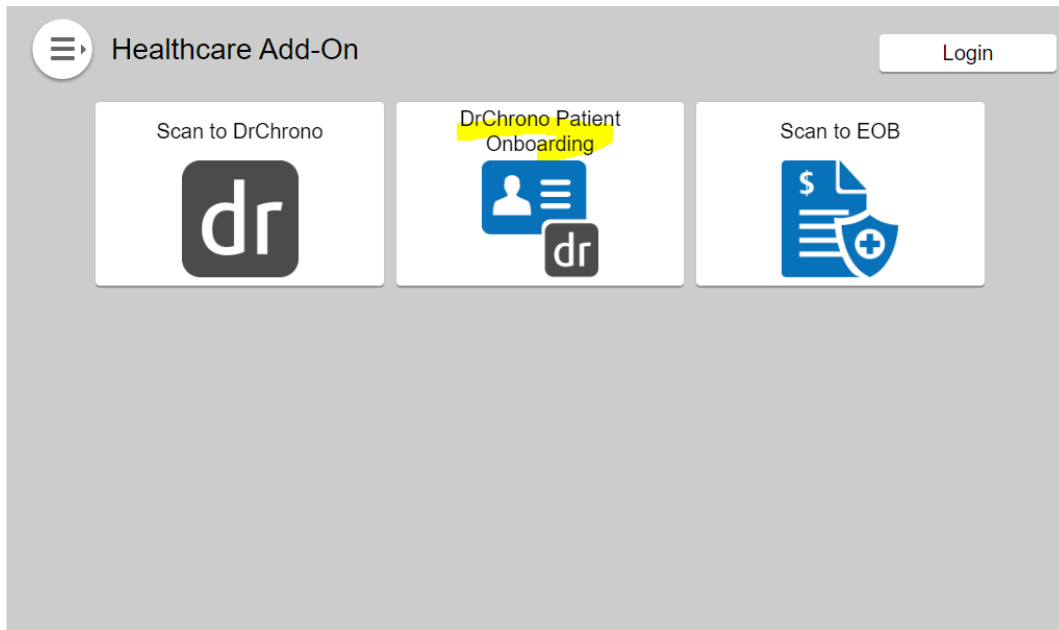 Healthcare Add-On
Login
Scan to DrChrono
DrChrono Patient
Onboarding
Scan to EOB
dr
dr
$